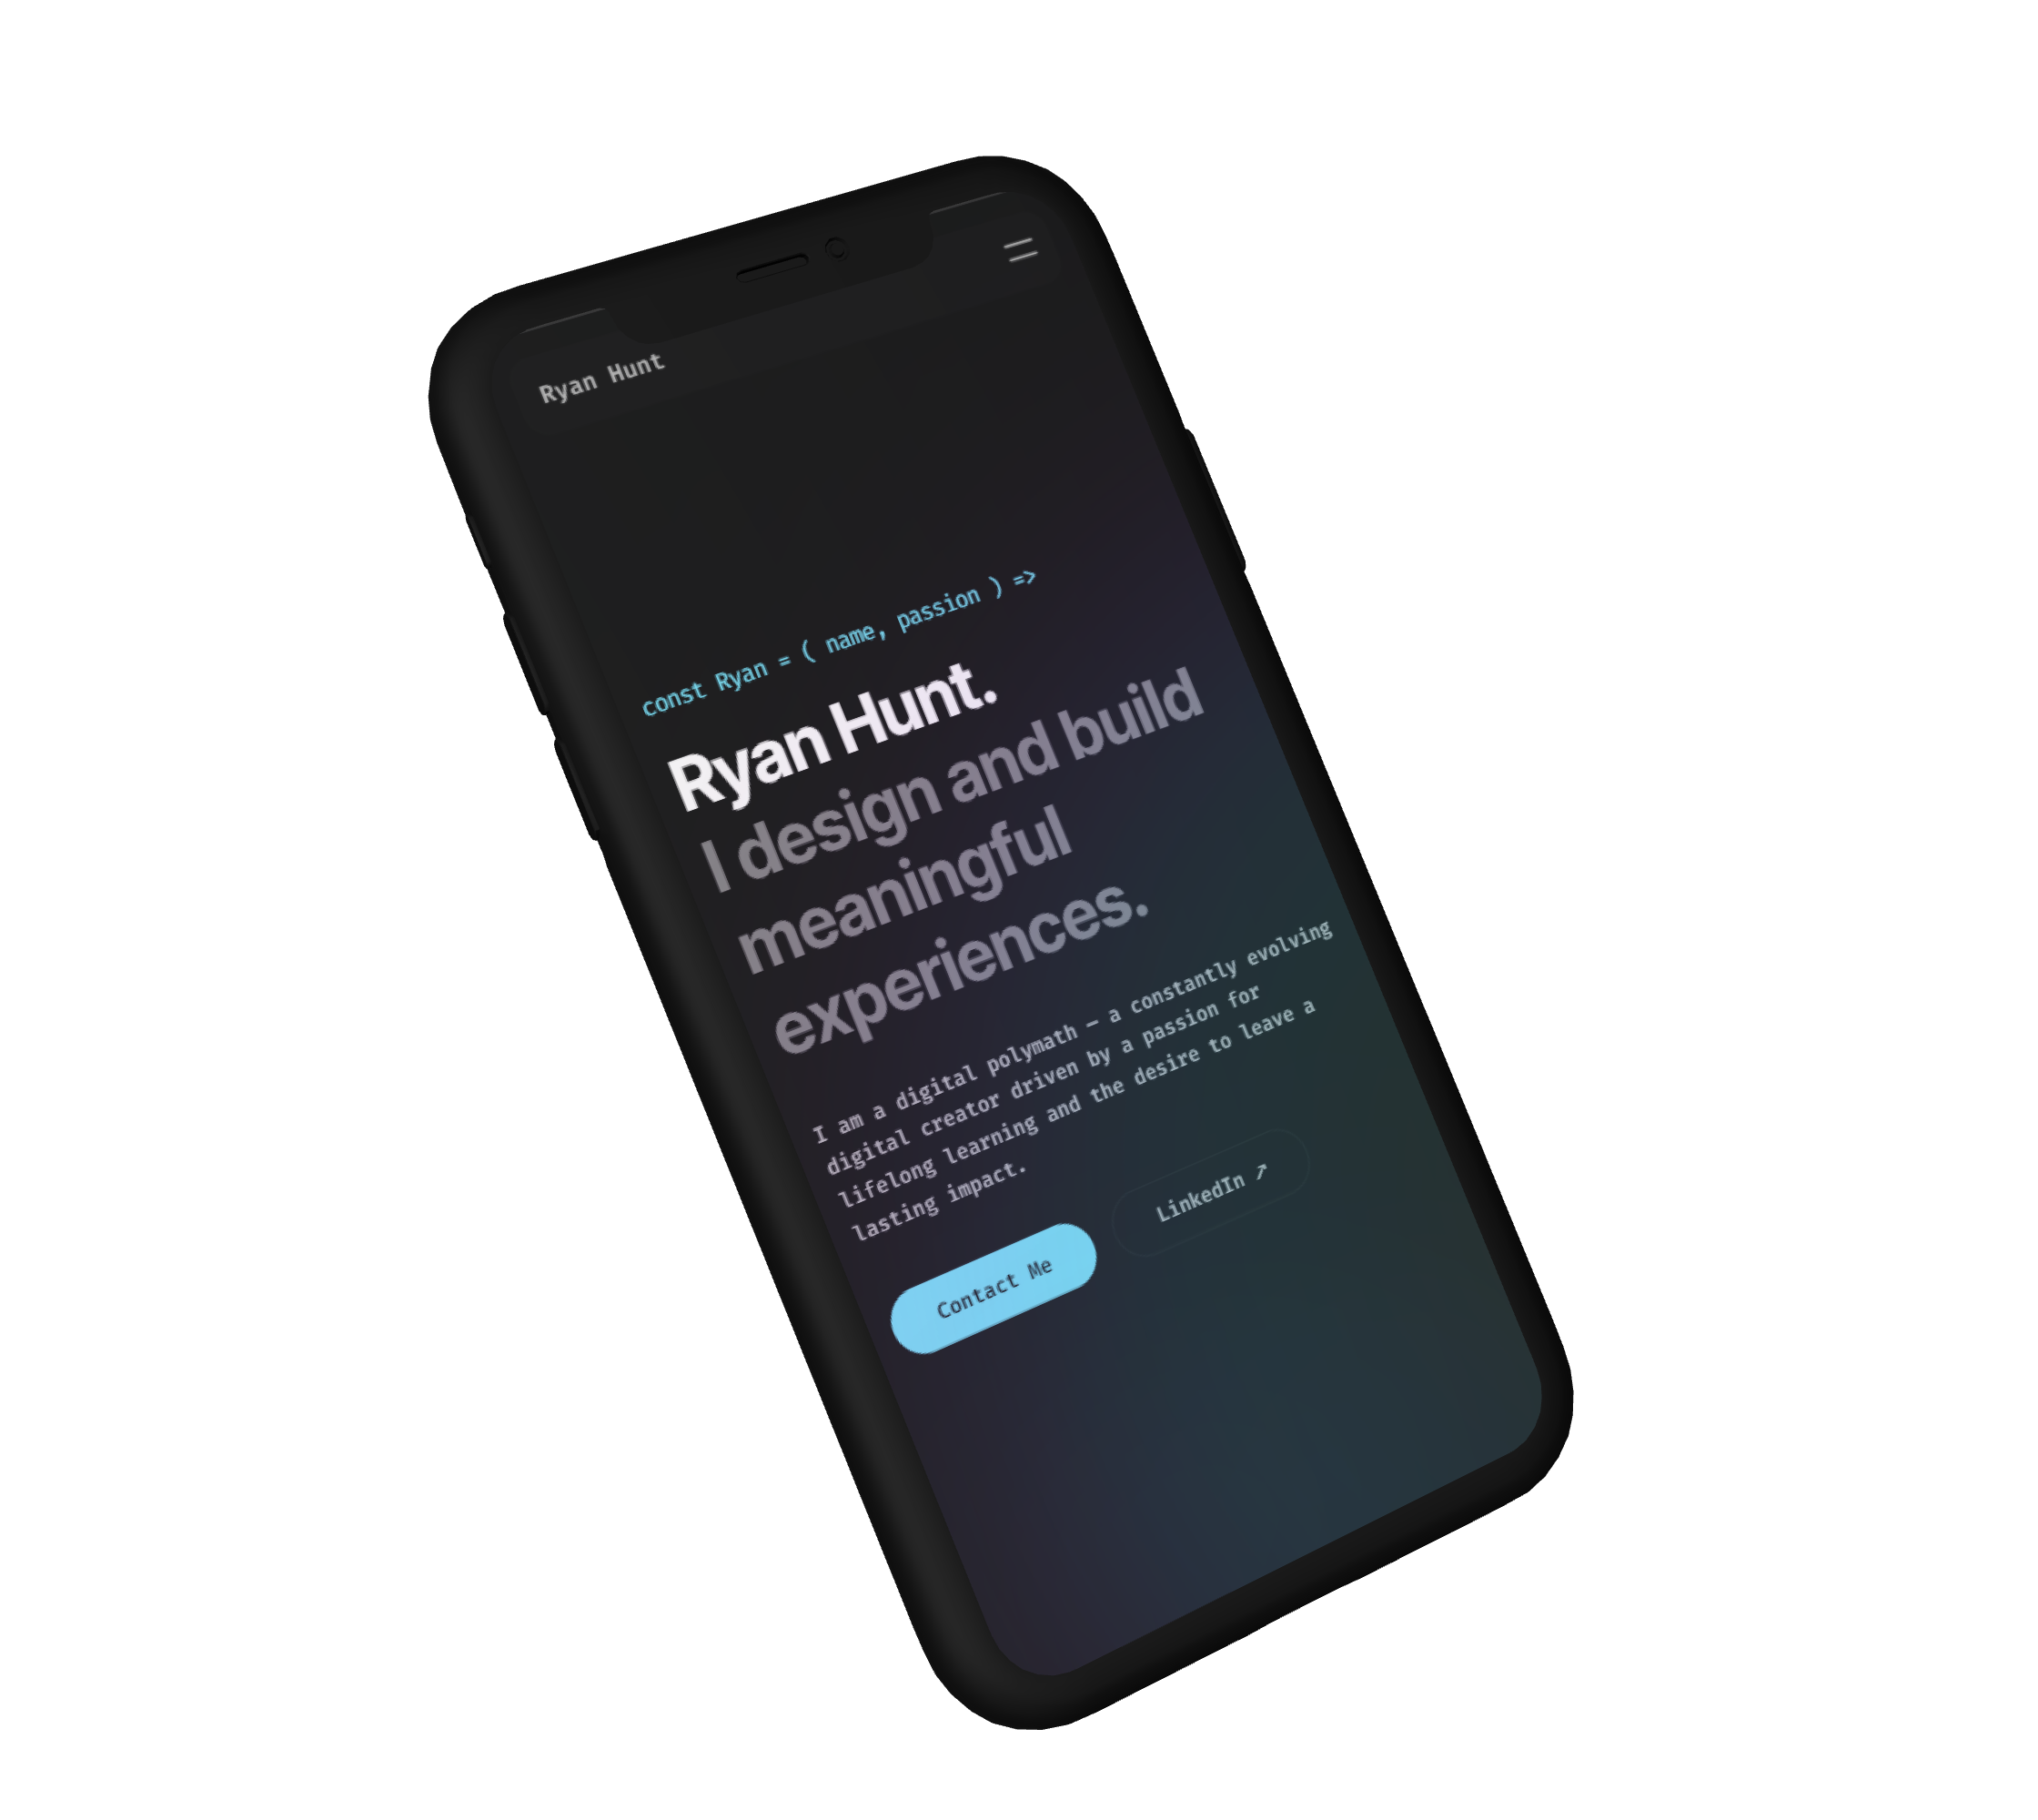 Ryan Hunt
const Ryan = ( name, passion ) =>
Ryan Hunt.
I design and build
meaningful
experiences.
I am a digital polymath — a constantly evolving
digital creator driven by a passion for
lifelong learning and the desire to leave a
lasting impact.
Contact Me
LinkedIn ↗